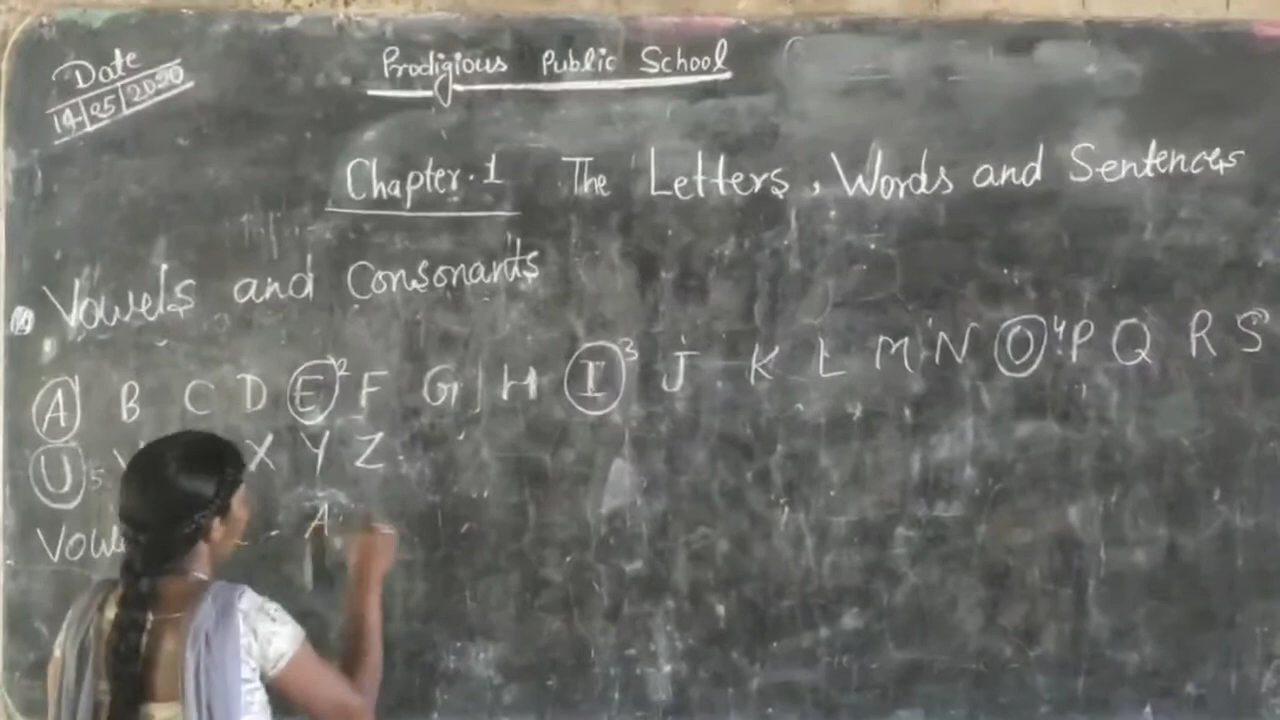 Date
14/05/2020
Prodigious Public School
Chapter.1 The Letters, Words and Sentences
Vowels and Consonants
A B C D E 2 F G H I 3 J K L M N O 4 P Q R S
U 5 X Y Z
- A